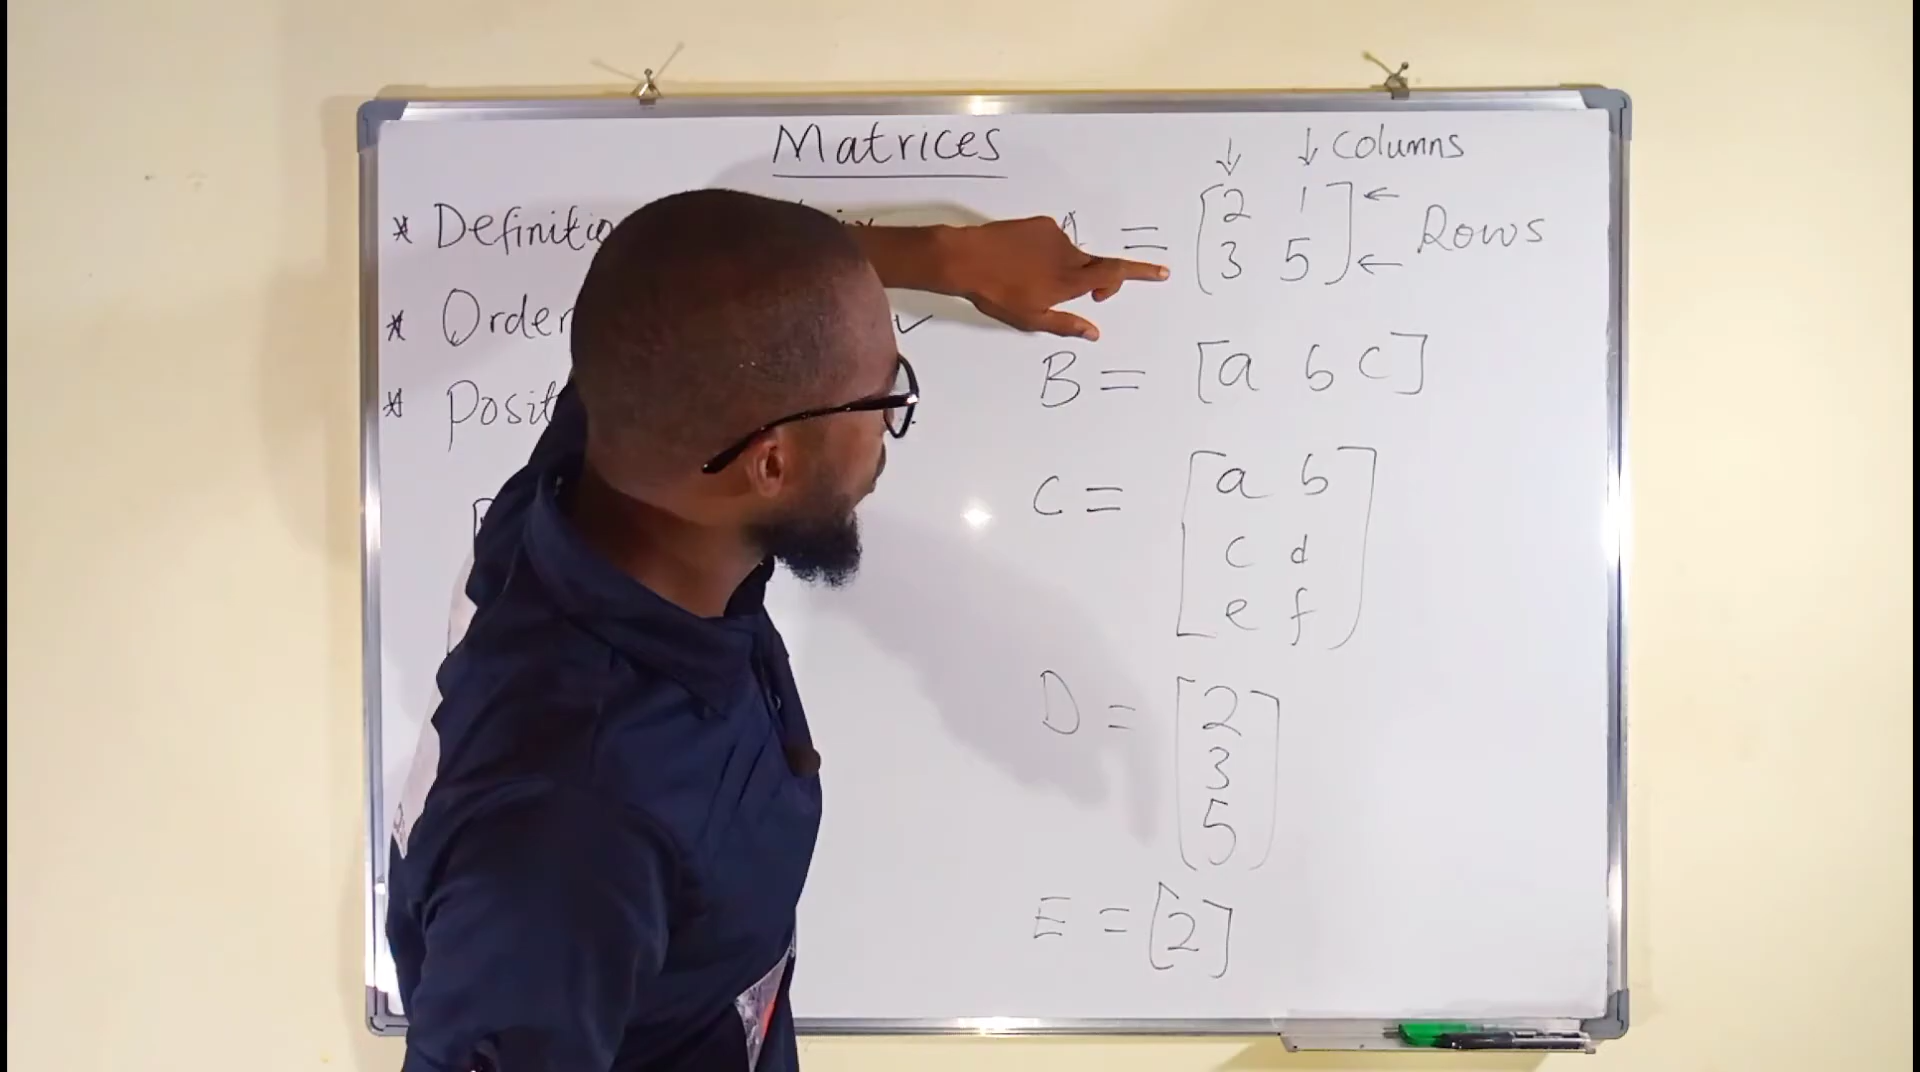 Matrices
* Definitio
* Order ✓
* Posit
↓ ↓ Columns
A = [2 1] ←
[3 5] ← Rows
B = [a b c]
C = [a b
c d
e f]
D = [2
3
5]
E = [2]